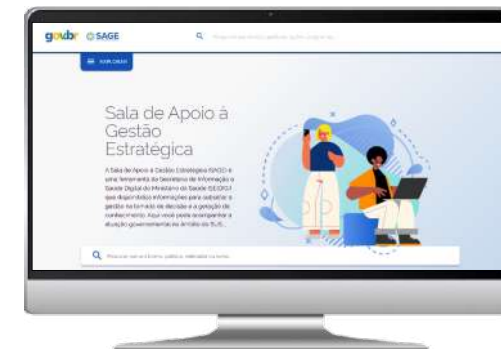 gov.br SAGE
EXPLORAR
Sala de Apoio à
Gestão
Estratégica
A Sala de Apoio à Gestão Estratégica (SAGE) é
uma ferramenta da Secretaria de Informação e
Saúde Digital do Ministério da Saúde (SEIDIGI)
que disponibiliza informações para subsidiar a
gestão na tomada de decisão e a geração de
conhecimento. Aqui você pode acompanhar a
atuação governamental no âmbito do SUS...